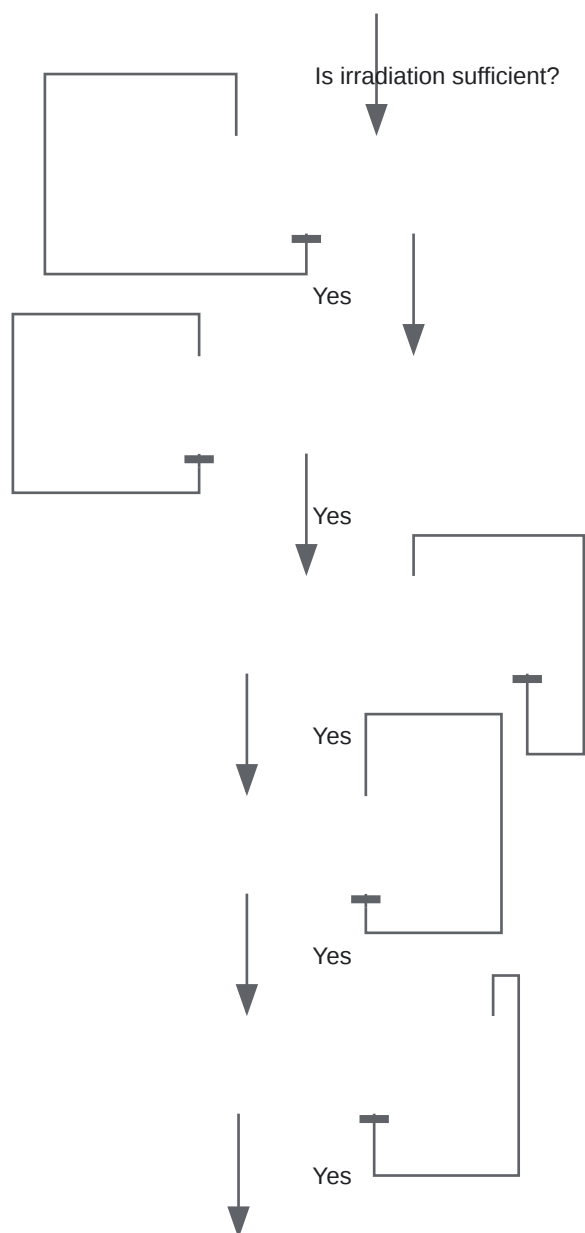 Is irradiation sufficient?
Yes
Yes
Yes
Yes
Yes